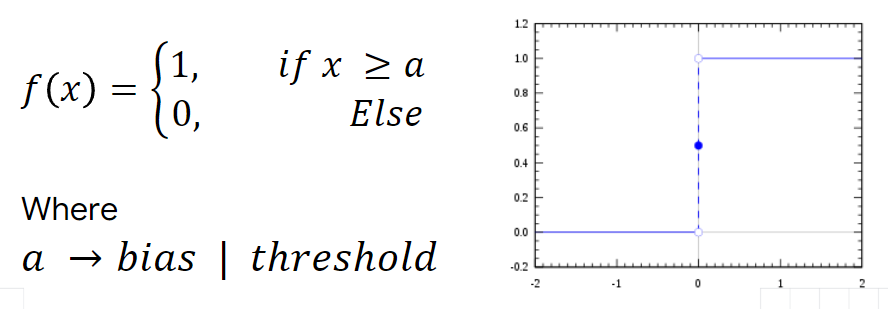 f(x) = {1, if x ≥ a
0, Else
Where
a → bias | threshold
1.2
1.0
0.8
0.6
0.4
0.2
0.0
-0.2
-2 -1 0 1 2